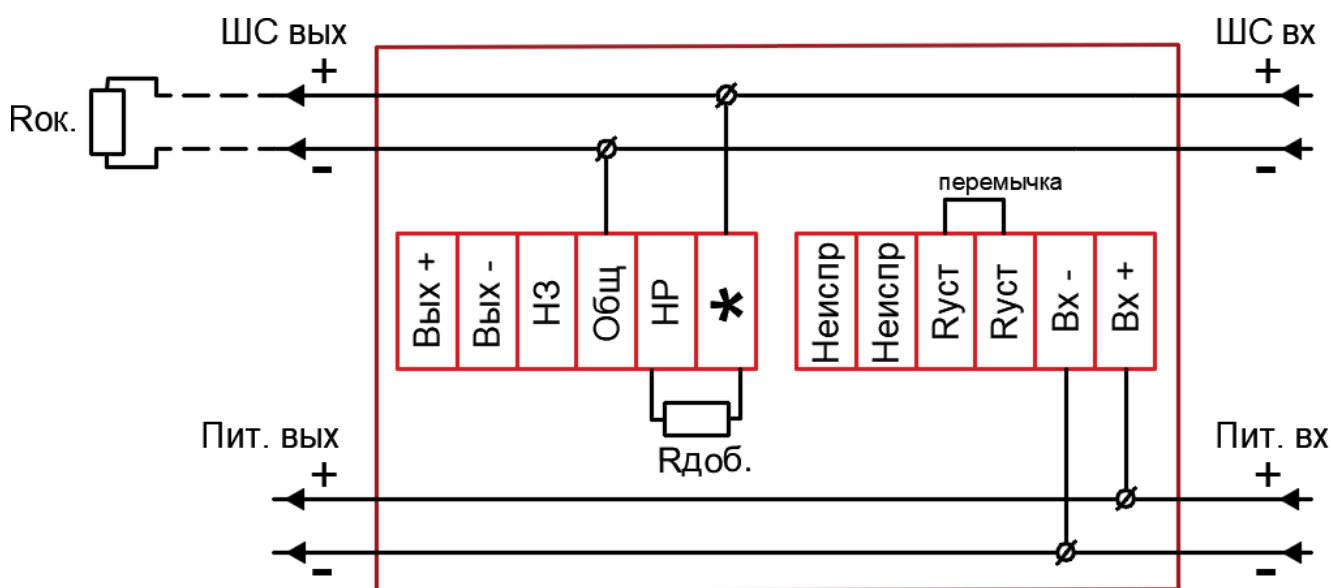 ШС вых
ШС вх
+
+
Rок.
-
-
перемычка
Вых +
Вых -
НЗ
Общ
НР
*
Неиспр
Неиспр
Rуст
Rуст
Вх -
Вх +
Rдоб.
Пит. вых
Пит. вх
+
+
-
-